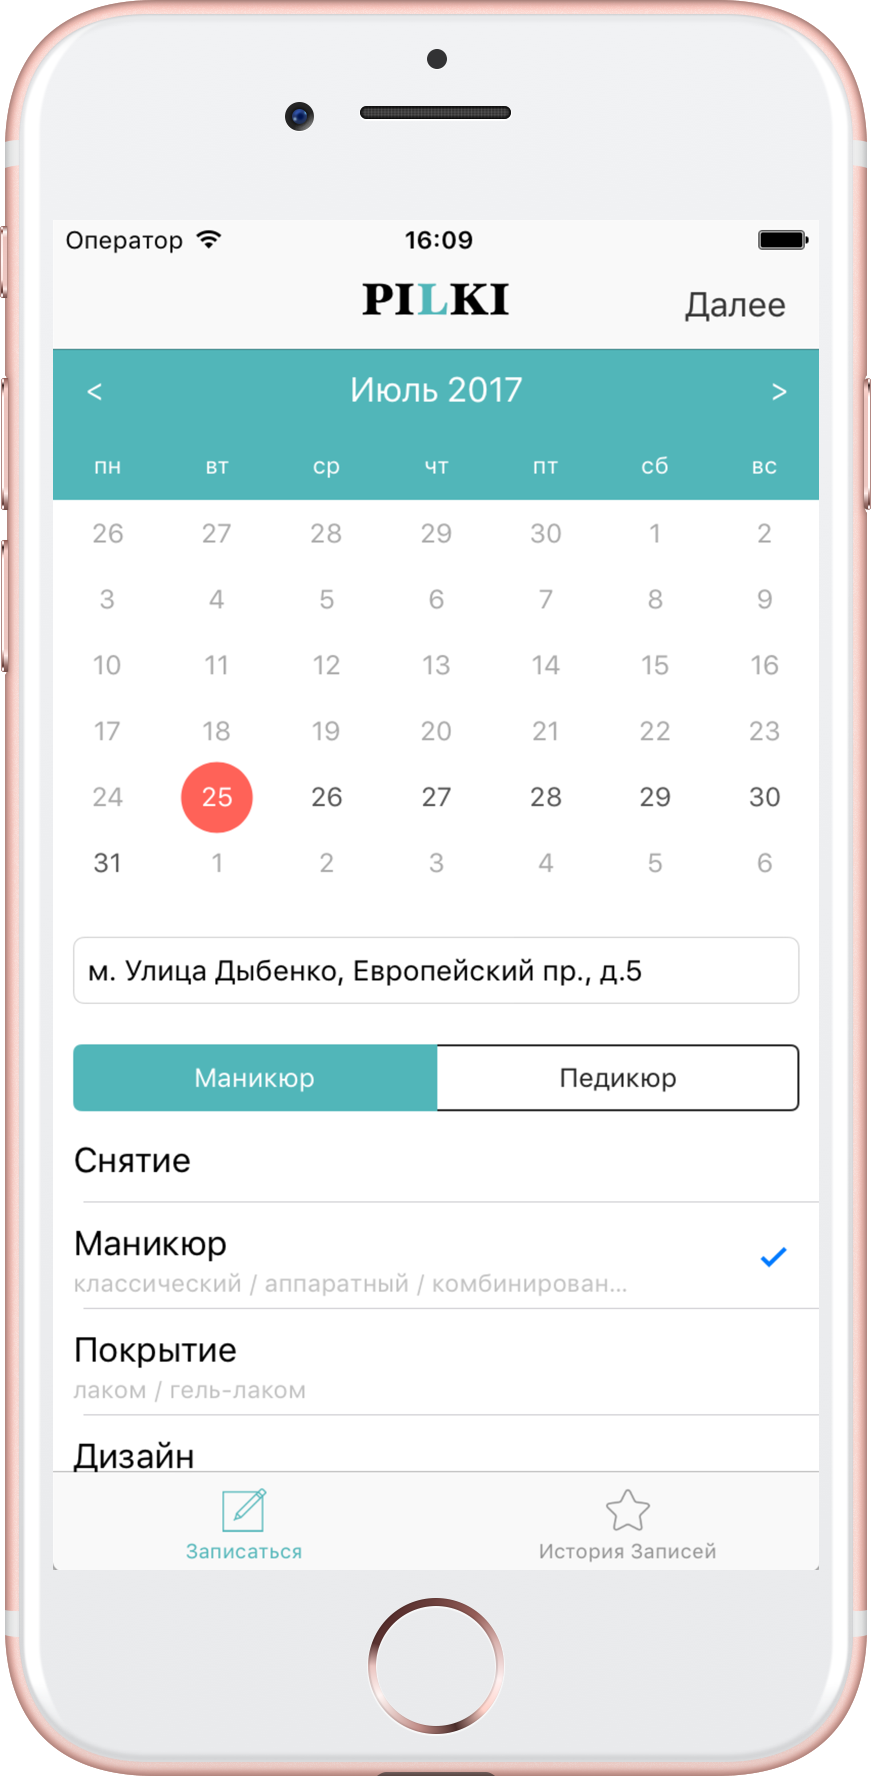 Оператор 16:09
PILKI Далее
< Июль 2017 >
пн вт ср чт пт сб вс
26 27 28 29 30 1 2
3 4 5 6 7 8 9
10 11 12 13 14 15 16
17 18 19 20 21 22 23
24 25 26 27 28 29 30
31 1 2 3 4 5 6
м. Улица Дыбенко, Европейский пр., д.5
Маникюр Педикюр
Снятие
Маникюр
классический / аппаратный / комбинирован...
Покрытие
лаком / гель-лаком
Дизайн
Записаться История Записей